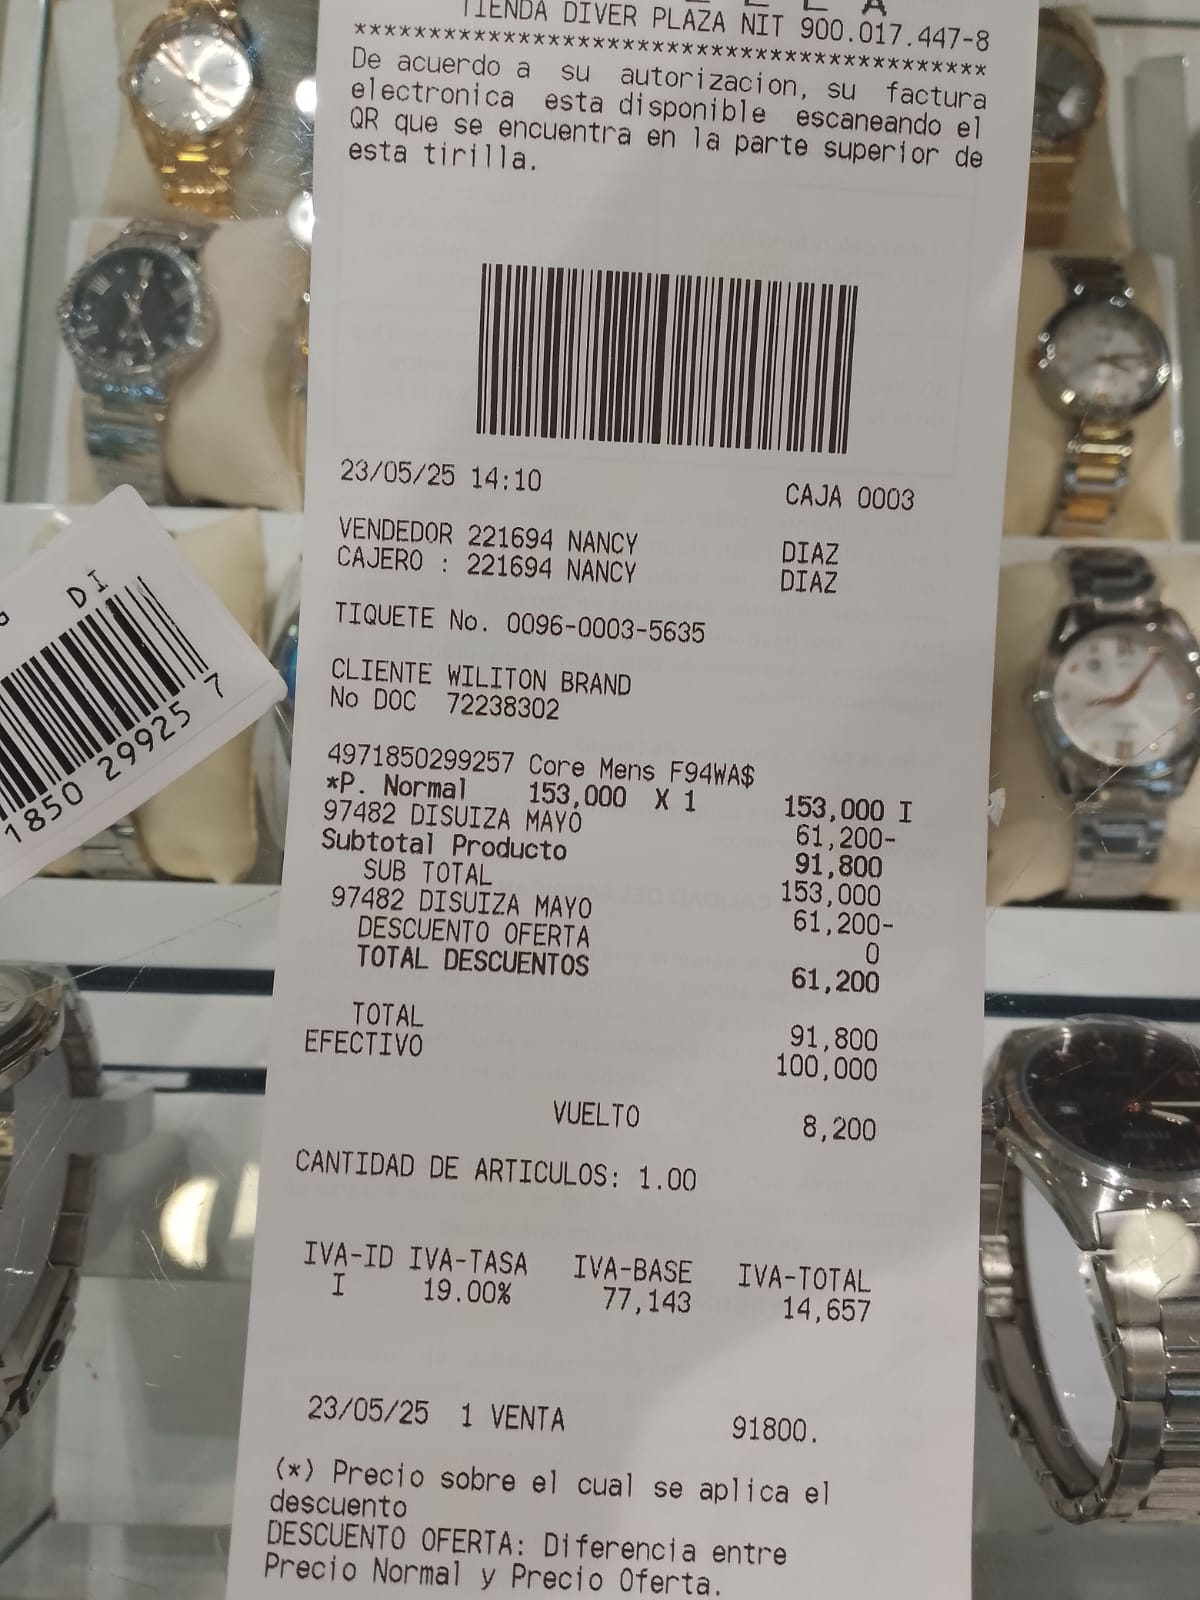 TIENDA DIVER PLAZA NIT 900.017.447-8
**********************************************
De acuerdo a su autorizacion, su factura
electronica esta disponible escaneando el
QR que se encuentra en la parte superior de
esta tirilla.
23/05/25 14:10 CAJA 0003
VENDEDOR 221694 NANCY DIAZ
CAJERO : 221694 NANCY DIAZ
TIQUETE No. 0096-0003-5635
CLIENTE WILITON BRAND
No DOC 72238302
4971850299257 Core Mens F94WA$
*P. Normal 153,000 X 1 153,000 I
97482 DISUIZA MAYO 61,200-
Subtotal Producto 91,800
SUB TOTAL 153,000
97482 DISUIZA MAYO 61,200-
DESCUENTO OFERTA 0
TOTAL DESCUENTOS 61,200
TOTAL 91,800
EFECTIVO 100,000
VUELTO 8,200
CANTIDAD DE ARTICULOS: 1.00
IVA-ID IVA-TASA IVA-BASE IVA-TOTAL
I 19.00% 77,143 14,657
23/05/25 1 VENTA 91800.
(*) Precio sobre el cual se aplica el
descuento
DESCUENTO OFERTA: Diferencia entre
Precio Normal y Precio Oferta.
DI
1850 29925 7